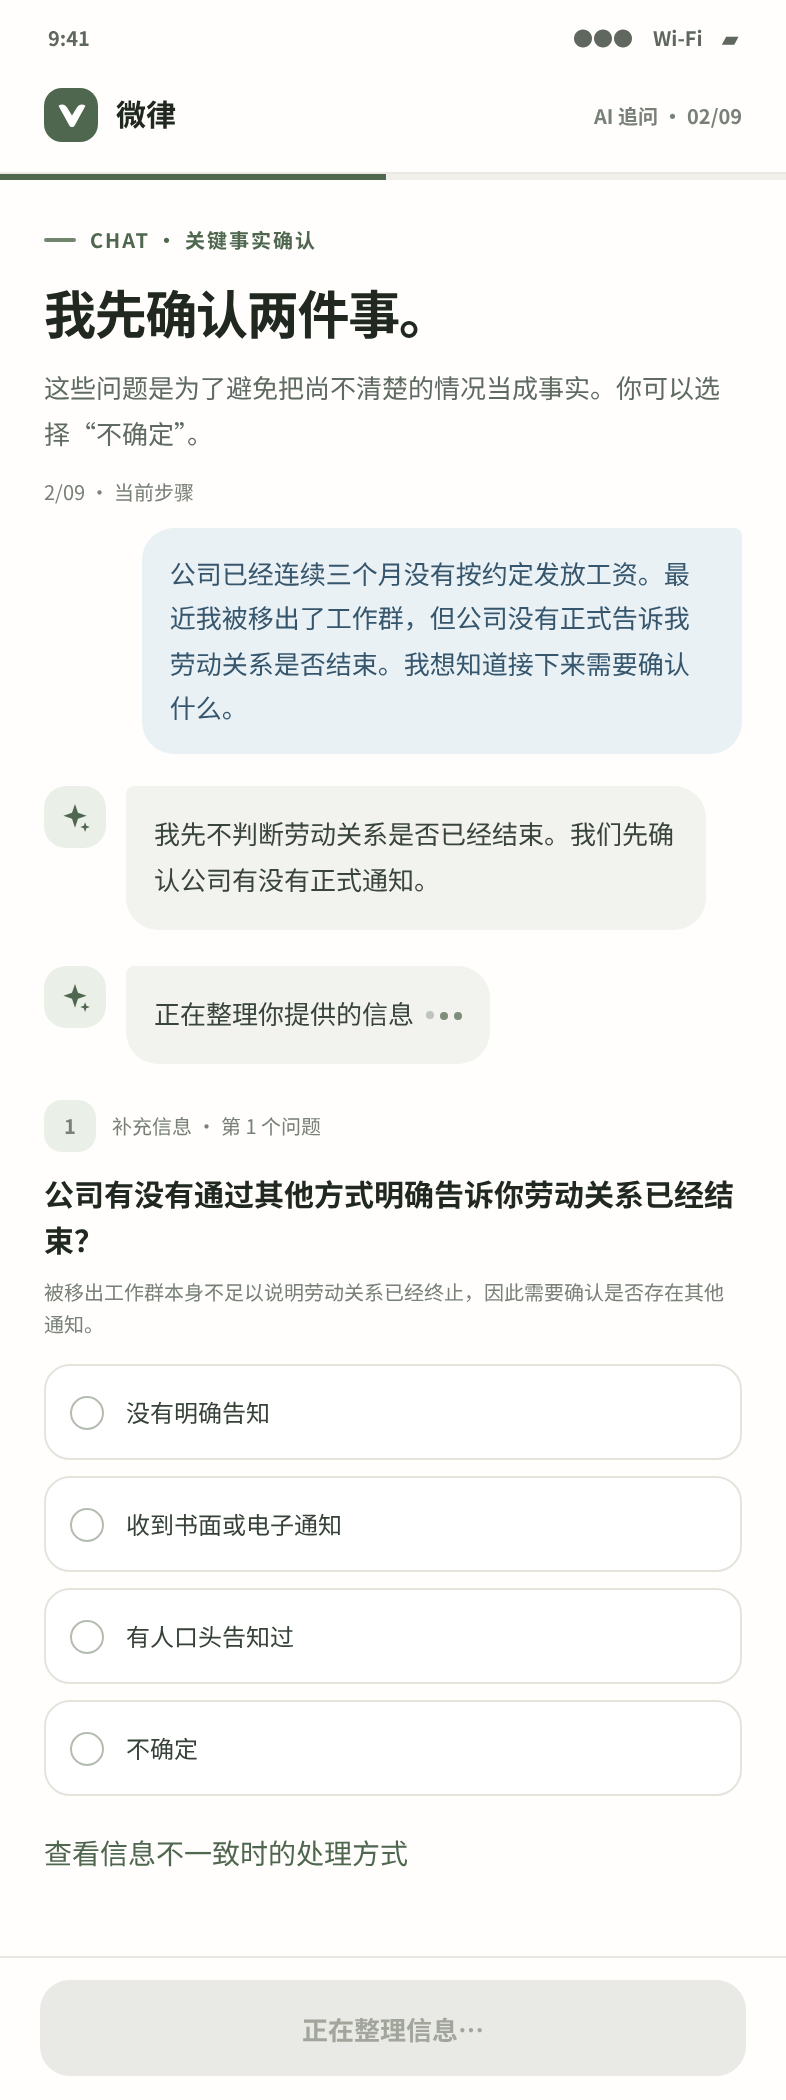 9:41
Wi-Fi
微律
AI 追问 · 02/09
CHAT · 关键事实确认
我先确认两件事。
这些问题是为了避免把尚不清楚的情况当成事实。你可以选
择“不确定”。
2/09 · 当前步骤
公司已经连续三个月没有按约定发放工资。最
近我被移出了工作群，但公司没有正式告诉我
劳动关系是否结束。我想知道接下来需要确认
什么。
我先不判断劳动关系是否已经结束。我们先确
认公司有没有正式通知。
正在整理你提供的信息
1
补充信息 · 第 1 个问题
公司有没有通过其他方式明确告诉你劳动关系已经结
束？
被移出工作群本身不足以说明劳动关系已经终止，因此需要确认是否存在其他
通知。
没有明确告知
收到书面或电子通知
有人口头告知过
不确定
查看信息不一致时的处理方式
正在整理信息…